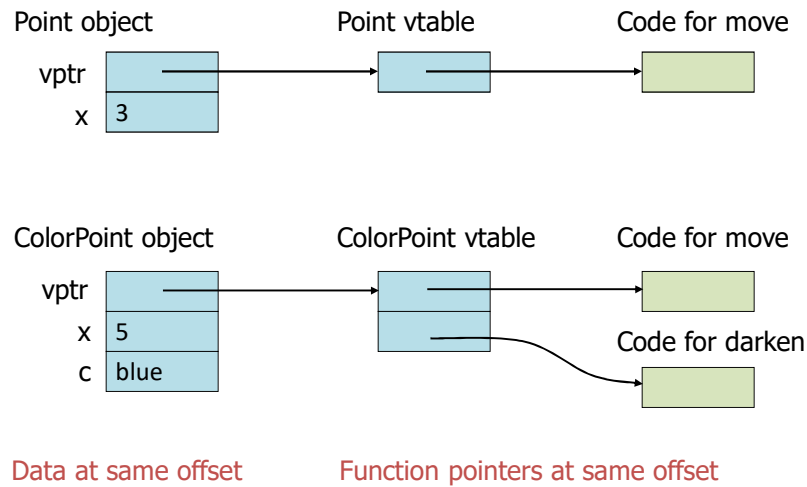 Point object Point vtable Code for move
vptr
x 3
ColorPoint object ColorPoint vtable Code for move
vptr
x 5
Code for darken
c blue
Data at same offset Function pointers at same offset